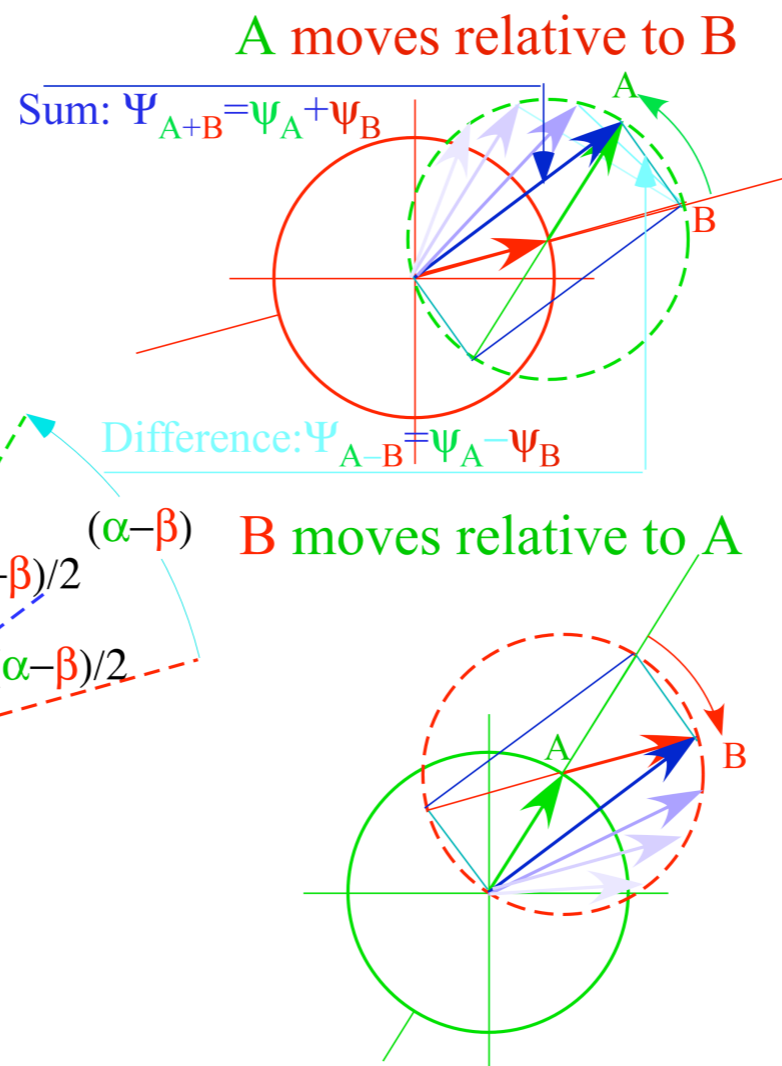 A moves relative to B
A
Sum: Ψ_A+B=ψ_A+ψ_B
B
Difference:Ψ_A−B=ψ_A−ψ_B
(α−β)
−β)/2
α−β)/2
B moves relative to A
A
B